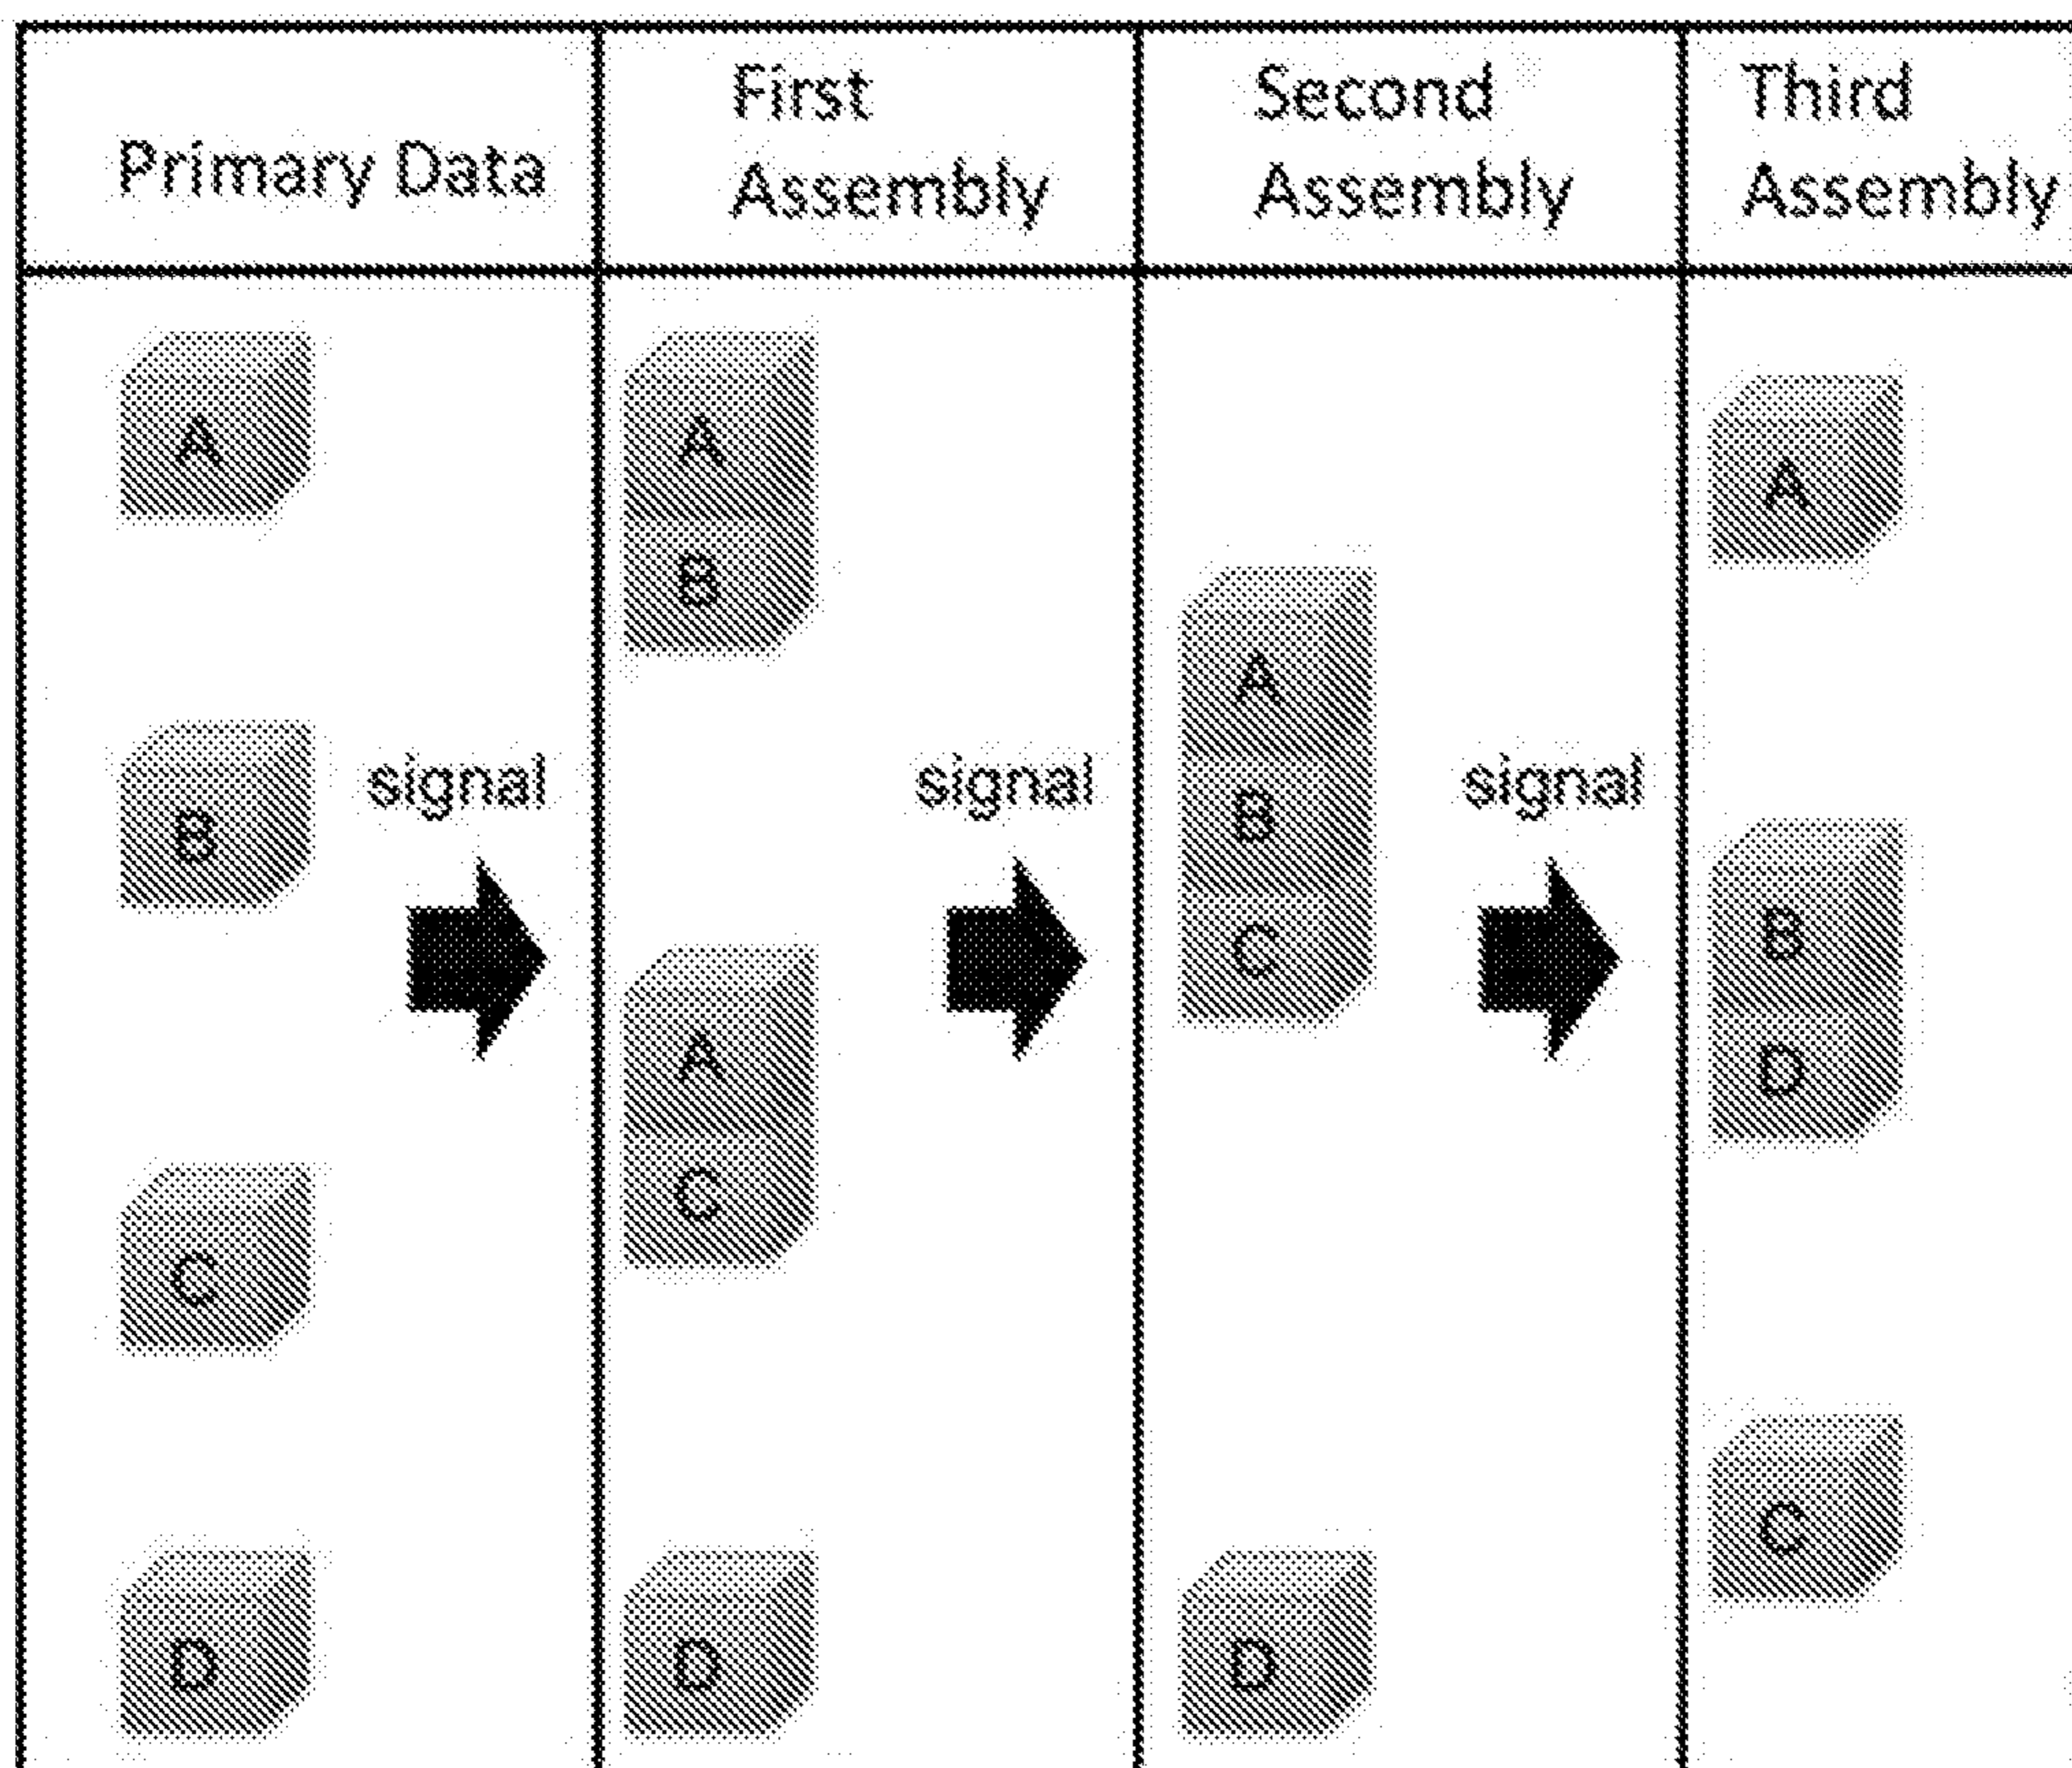 Primary Data
First
Assembly
Second
Assembly
Third
Assembly
A
B
signal
C
D
A
B
signal
A
C
D
A
B
signal
C
D
A
B
D
C